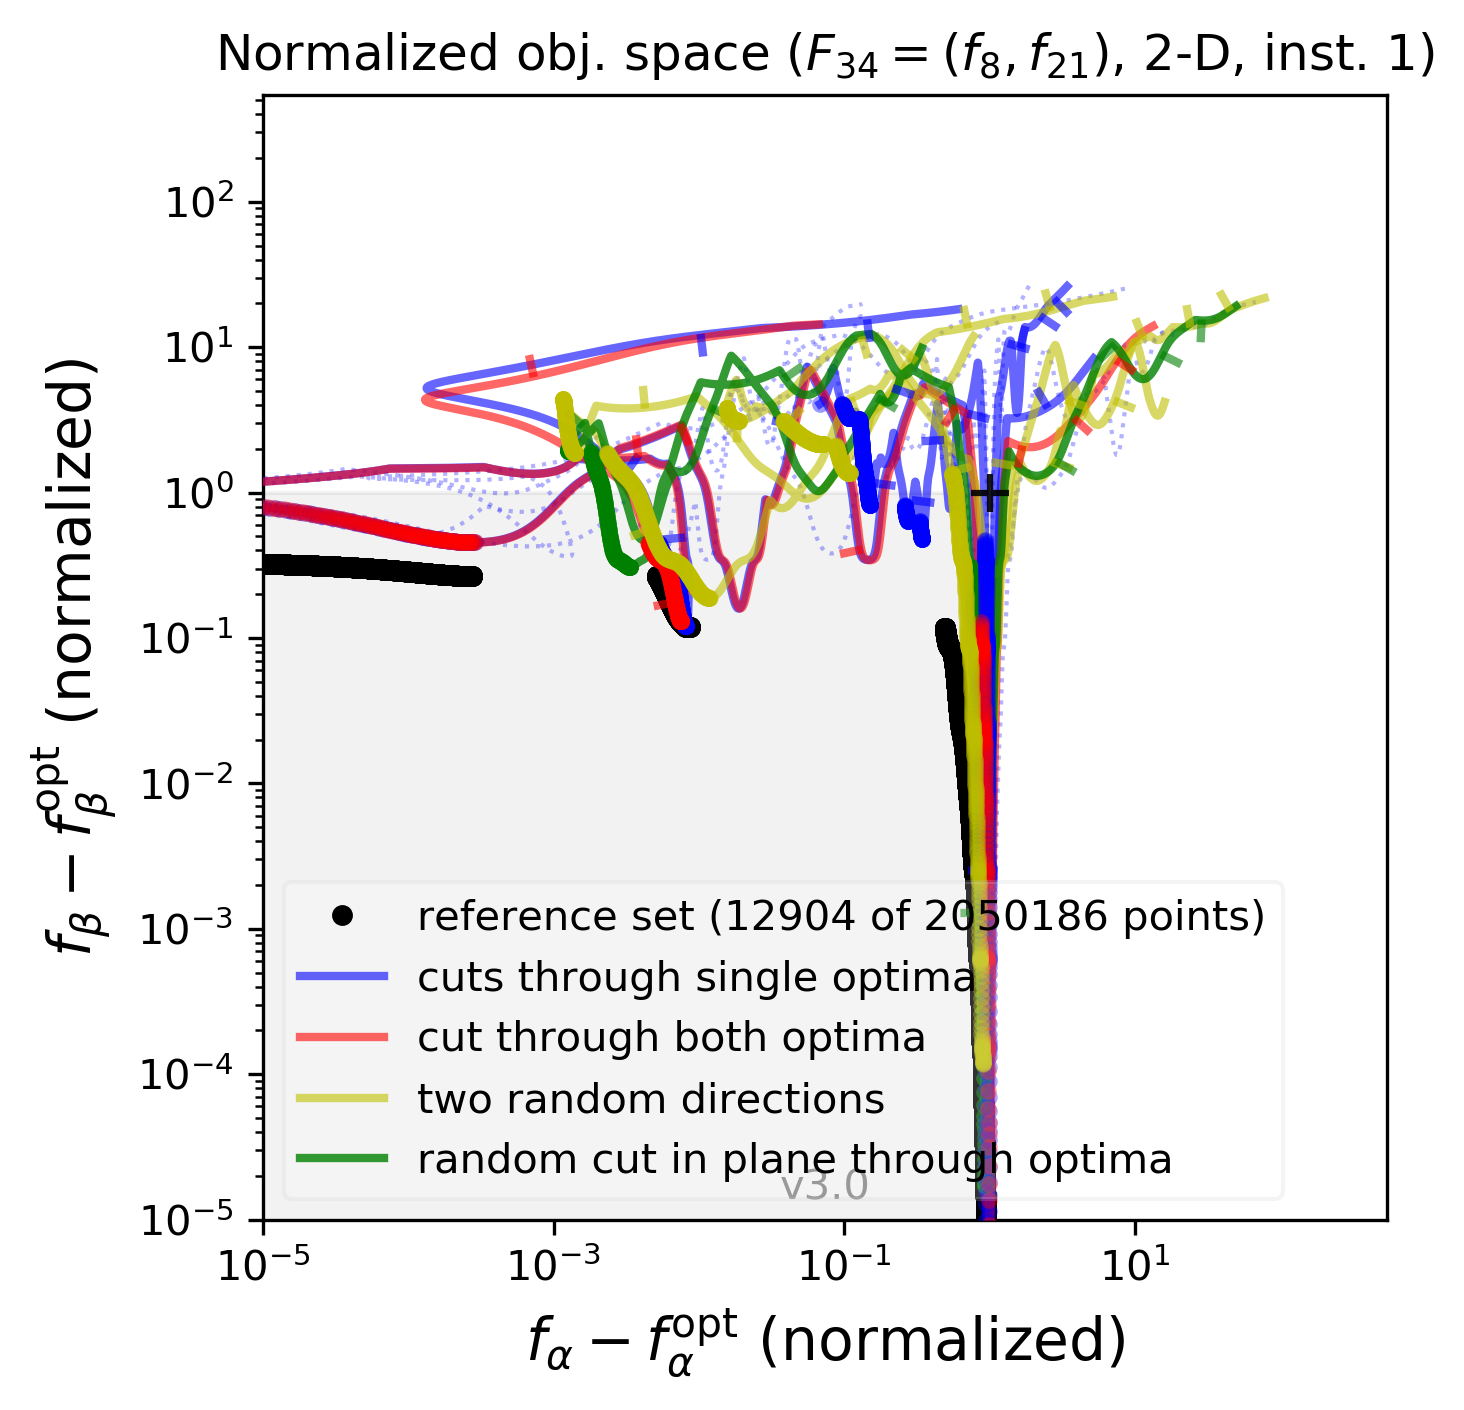 Normalized obj. space (F₃₄ = (f₈, f₂₁), 2-D, inst. 1)
10²
10¹
10⁰
10⁻¹
10⁻²
10⁻³
10⁻⁴
10⁻⁵
f_β − f_β^opt (normalized)
reference set (12904 of 2050186 points)
cuts through single optima
cut through both optima
two random directions
random cut in plane through optima
v3.0
10⁻⁵ 10⁻³ 10⁻¹ 10¹
f_α − f_α^opt (normalized)